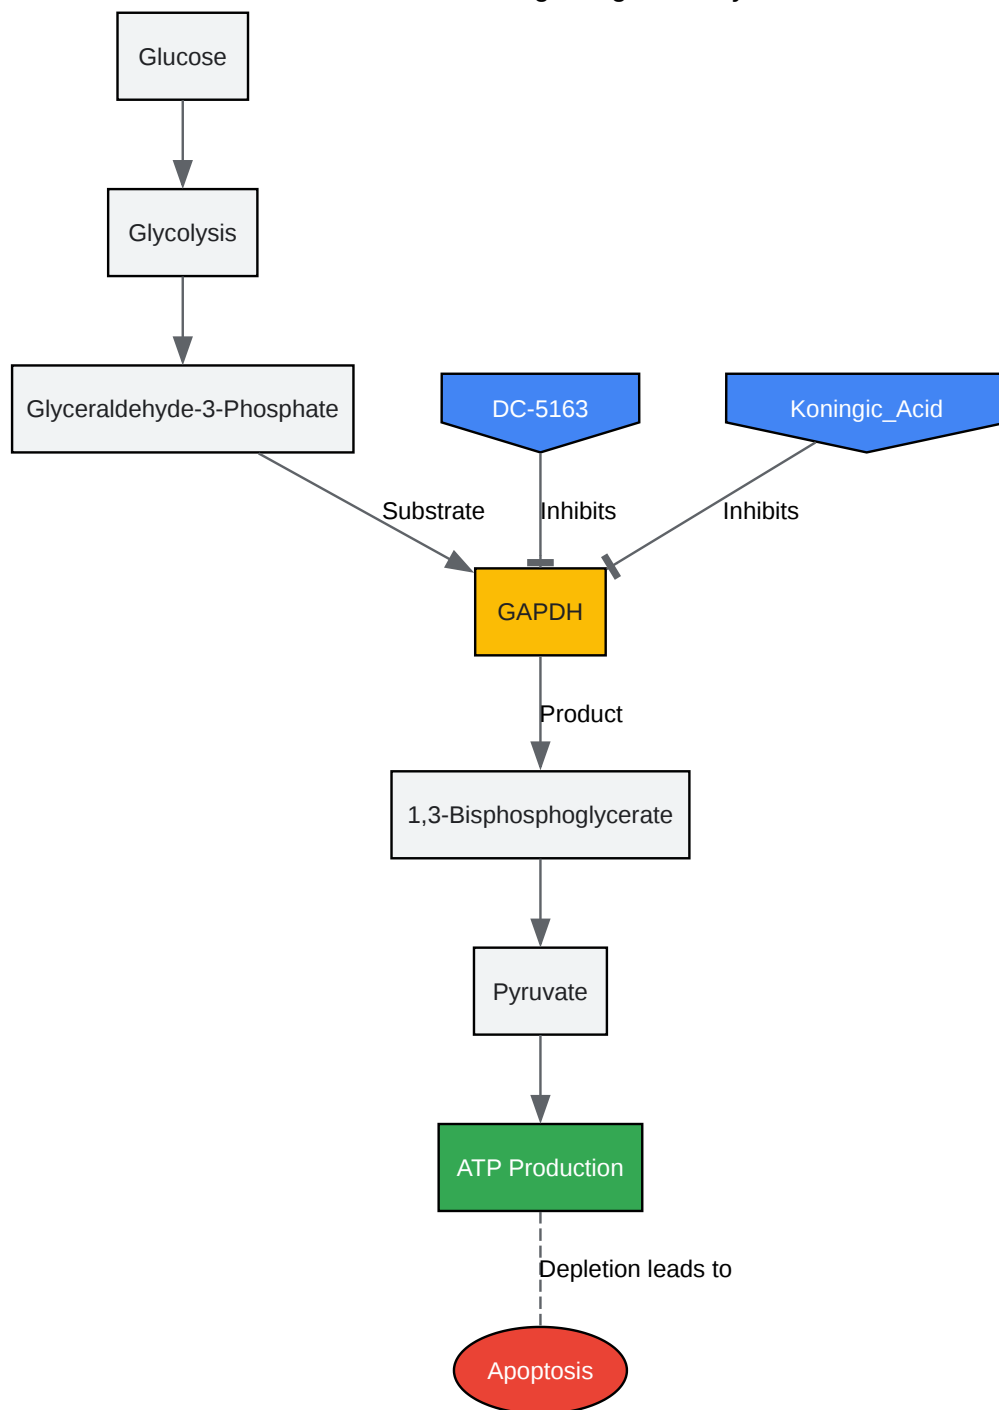 Glucose
Glycolysis
Glyceraldehyde-3-Phosphate
DC-5163
Koningic_Acid
Substrate
Inhibits
Inhibits
GAPDH
Product
1,3-Bisphosphoglycerate
Pyruvate
ATP Production
Depletion leads to
Apoptosis